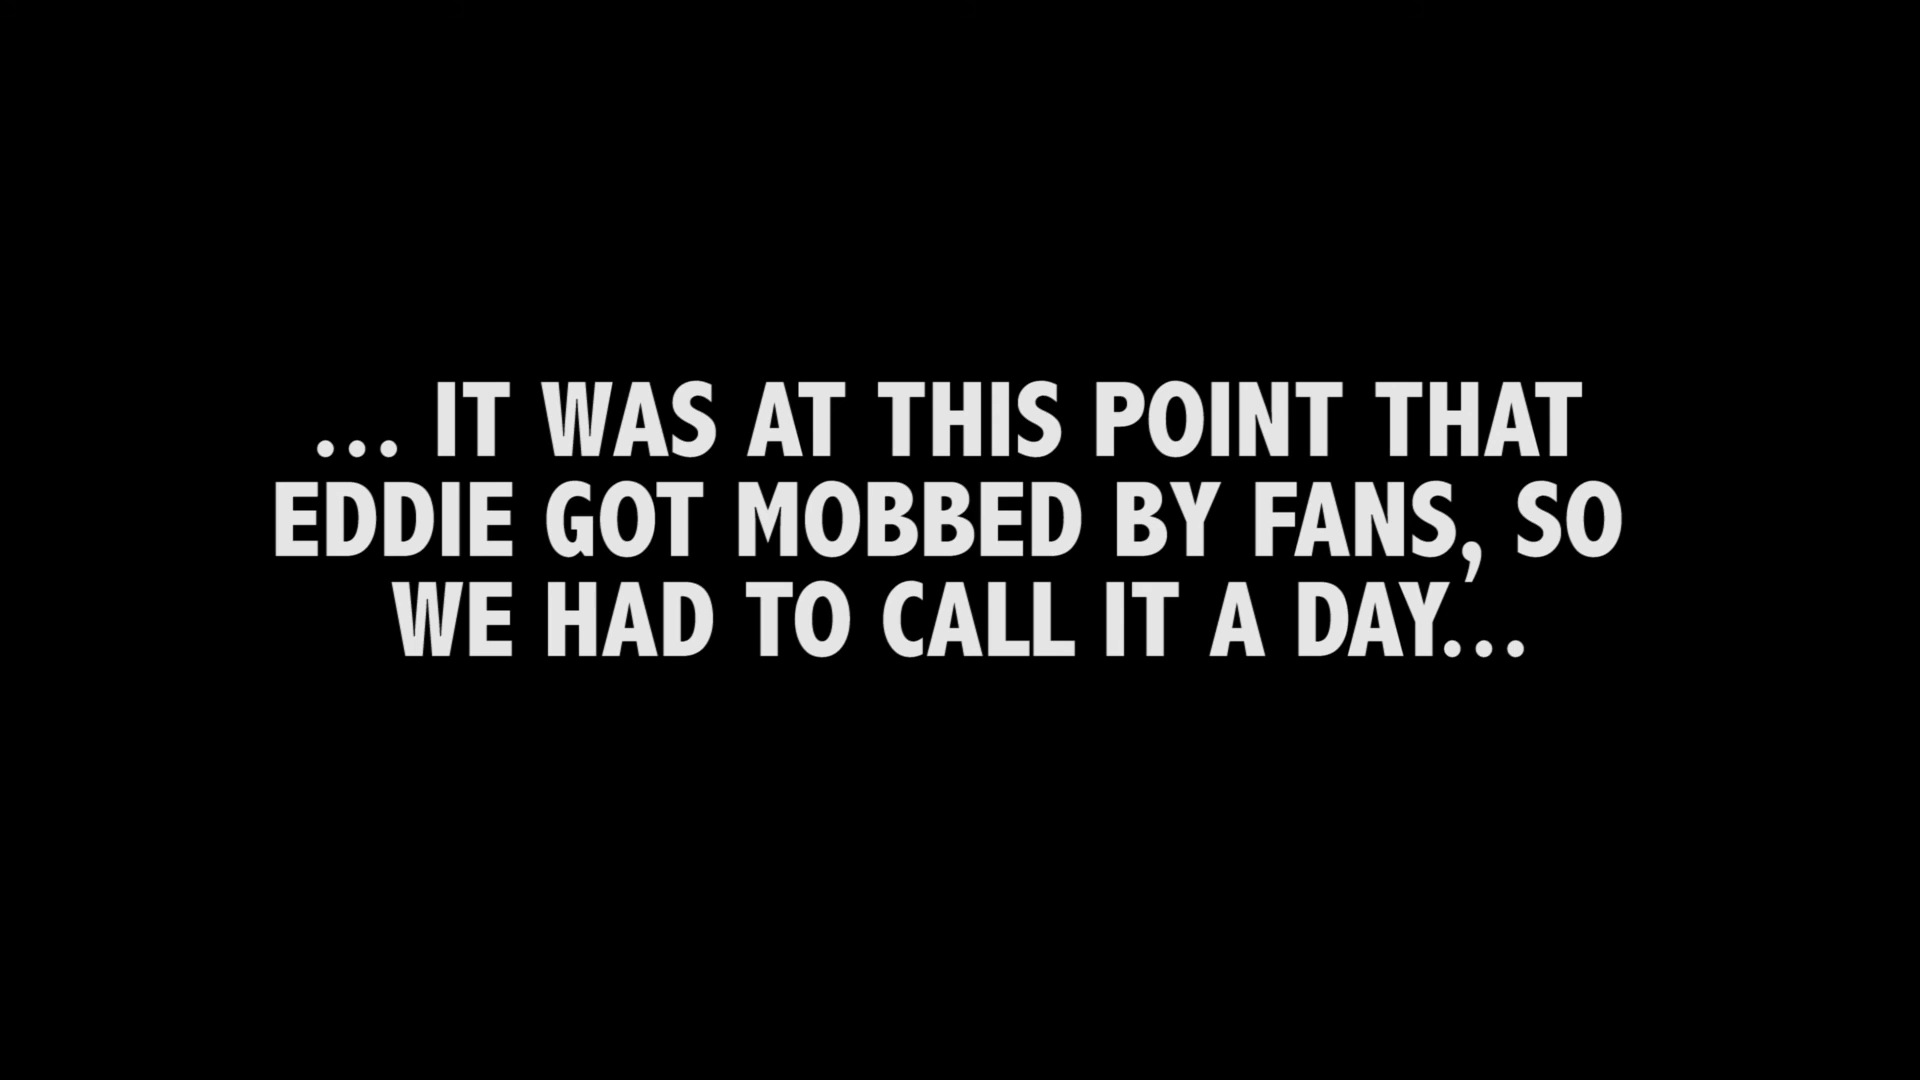 ... IT WAS AT THIS POINT THAT
EDDIE GOT MOBBED BY FANS, SO
WE HAD TO CALL IT A DAY...